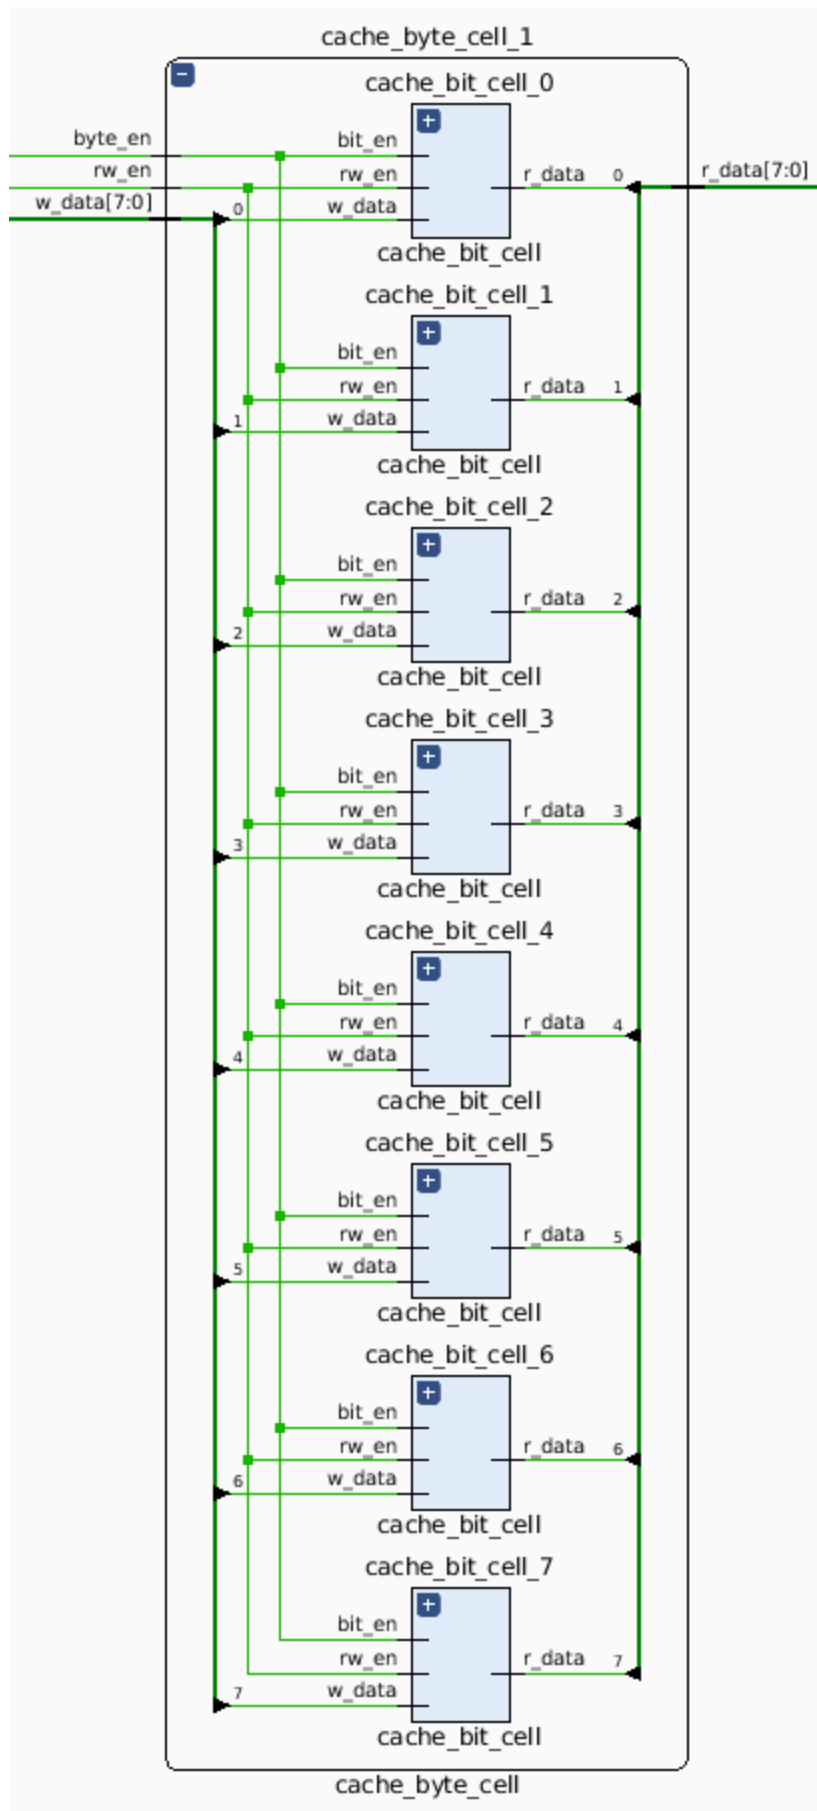 cache_byte_cell_1
cache_bit_cell_0
byte_en bit_en
rw_en rw_en r_data 0 r_data[7:0]
w_data[7:0] 0 w_data
cache_bit_cell
cache_bit_cell_1
bit_en
rw_en r_data 1
1 w_data
cache_bit_cell
cache_bit_cell_2
bit_en
rw_en r_data 2
2 w_data
cache_bit_cell
cache_bit_cell_3
bit_en
rw_en r_data 3
3 w_data
cache_bit_cell
cache_bit_cell_4
bit_en
rw_en r_data 4
4 w_data
cache_bit_cell
cache_bit_cell_5
bit_en
rw_en r_data 5
5 w_data
cache_bit_cell
cache_bit_cell_6
bit_en
rw_en r_data 6
6 w_data
cache_bit_cell
cache_bit_cell_7
bit_en
rw_en r_data 7
7 w_data
cache_bit_cell
cache_byte_cell